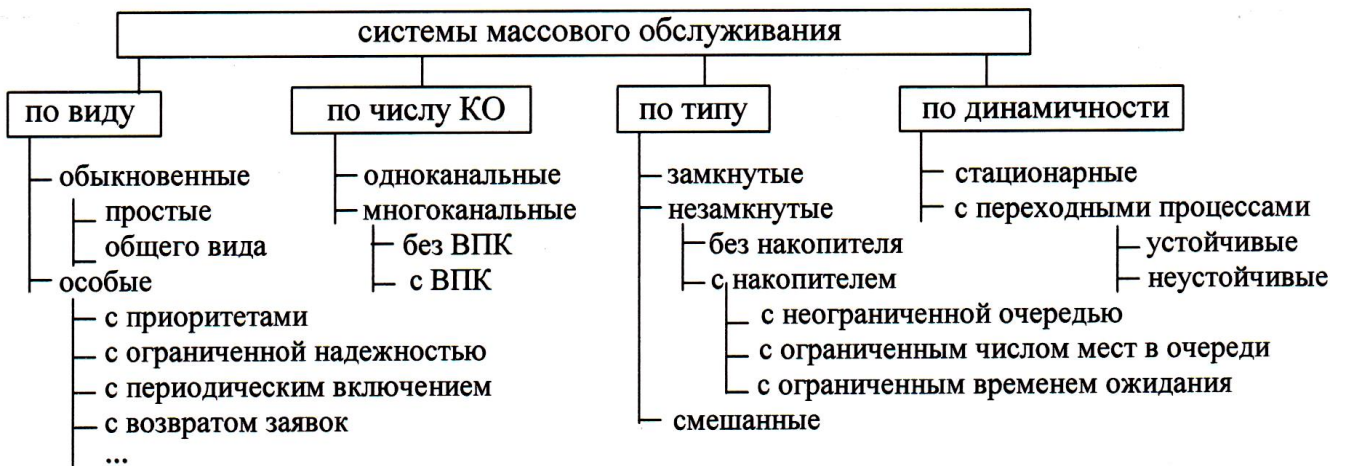 системы массового обслуживания
по виду
обыкновенные
простые
общего вида
особые
с приоритетами
с ограниченной надежностью
с периодическим включением
с возвратом заявок
...
по числу КО
одноканальные
многоканальные
без ВПК
с ВПК
по типу
замкнутые
незамкнутые
без накопителя
с накопителем
с неограниченной очередью
с ограниченным числом мест в очереди
с ограниченным временем ожидания
смешанные
по динамичности
стационарные
с переходными процессами
устойчивые
неустойчивые